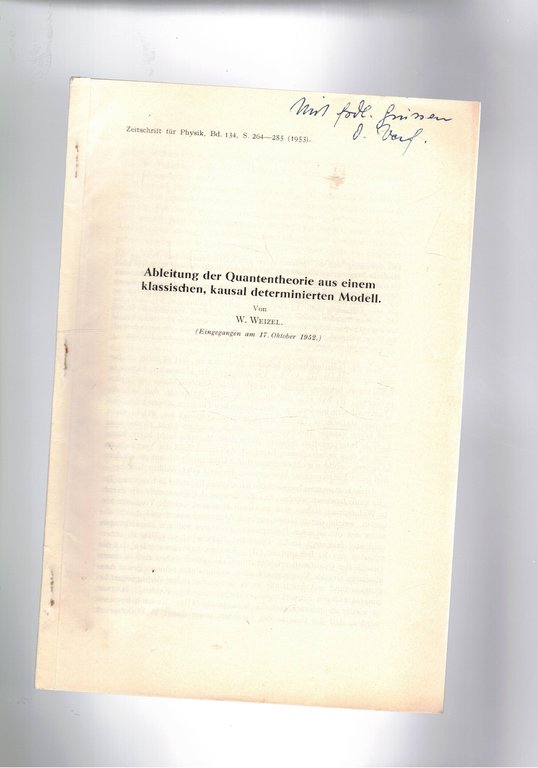 Mit frdl. Grüssen
d. Verf.
Zeitschrift für Physik, Bd. 134, S. 264—285 (1953).
Ableitung der Quantentheorie aus einem
klassischen, kausal determinierten Modell.
Von
W. WEIZEL.
(Eingegangen am 17. Oktober 1952.)